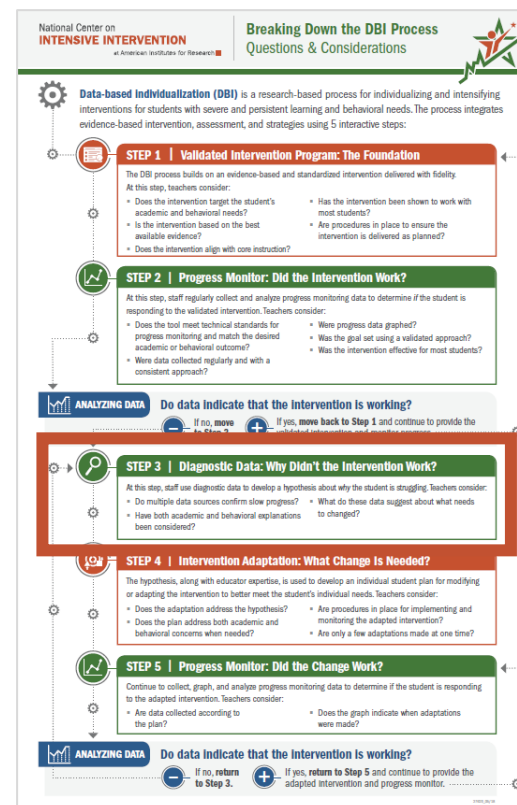 National Center on
INTENSIVE INTERVENTION
at American Institutes for Research
Breaking Down the DBI Process
Questions & Considerations
Data-based individualization (DBI) is a research-based process for individualizing and intensifying
interventions for students with severe and persistent learning and behavioral needs. The process integrates
evidence-based intervention, assessment, and strategies using 5 interactive steps:
STEP 1 | Validated Intervention Program: The Foundation
The DBI process builds on an evidence-based and standardized intervention delivered with fidelity.
At this step, teachers consider:
Does the intervention target the student's
academic and behavioral needs?
Is the intervention based on the best
available evidence?
Does the intervention align with core instruction?
Has the intervention been shown to work with
most students?
Are procedures in place to ensure the
intervention is delivered as planned?
STEP 2 | Progress Monitor: Did the Intervention Work?
At this step, staff regularly collect and analyze progress monitoring data to determine if the student is
responding to the validated intervention. Teachers consider:
Does the tool meet technical standards for
progress monitoring and match the desired
academic or behavioral outcome?
Were data collected regularly and with a
consistent approach?
Were progress data graphed?
Was the goal set using a validated approach?
Was the intervention effective for most students?
ANALYZING DATA
Do data indicate that the intervention is working?
If no, move
to Step 3.
If yes, move back to Step 1 and continue to provide the
validated intervention and monitor progress.
STEP 3 | Diagnostic Data: Why Didn't the Intervention Work?
At this step, staff use diagnostic data to develop a hypothesis about why the student is struggling. Teachers consider:
Do multiple data sources confirm slow progress?
Have both academic and behavioral explanations
been considered?
What do these data suggest about what needs
to changed?
STEP 4 | Intervention Adaptation: What Change Is Needed?
The hypothesis, along with educator expertise, is used to develop an individual student plan for modifying
or adapting the intervention to better meet the student's individual needs. Teachers consider:
Does the adaptation address the hypothesis?
Does the plan address both academic and
behavioral concerns when needed?
Are procedures in place for implementing and
monitoring the adapted intervention?
Are only a few adaptations made at one time?
STEP 5 | Progress Monitor: Did the Change Work?
Continue to collect, graph, and analyze progress monitoring data to determine if the student is responding
to the adapted intervention. Teachers consider:
Are data collected according to
the plan?
Does the graph indicate when adaptations
were made?
ANALYZING DATA
Do data indicate that the intervention is working?
If no, return
to Step 3.
If yes, return to Step 5 and continue to provide the
adapted intervention and progress monitor.